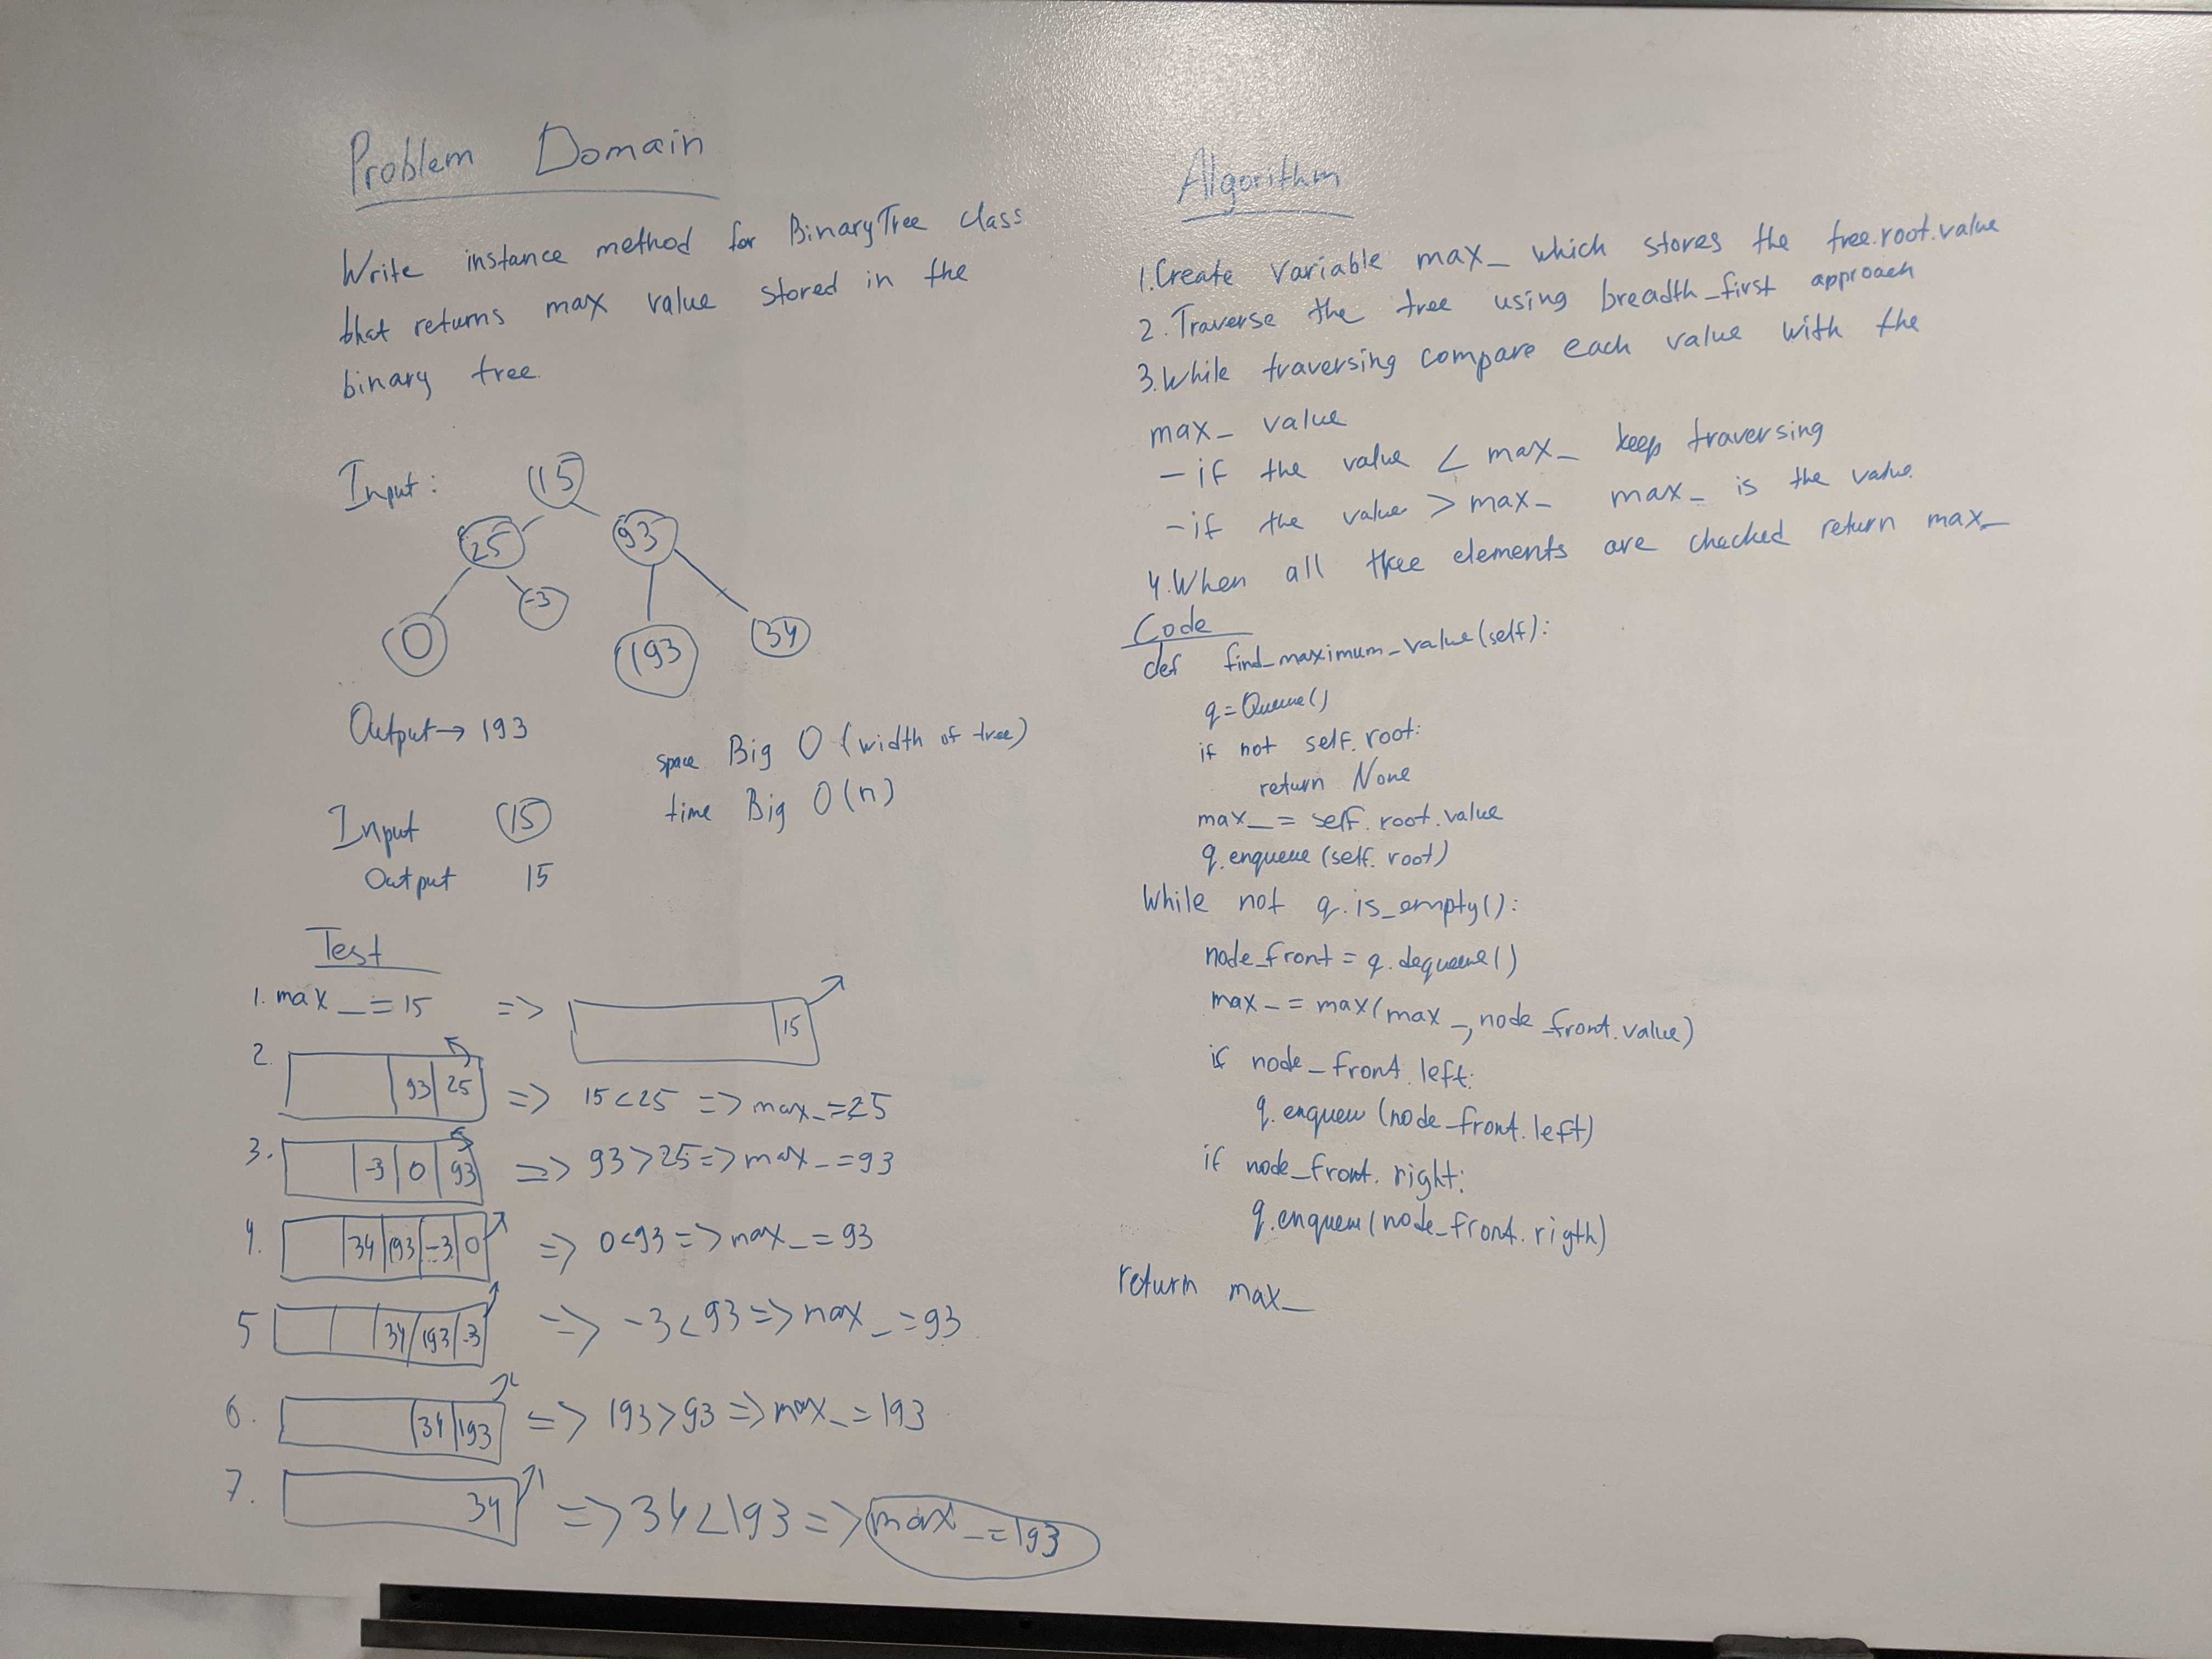 Problem Domain
Write instance method for BinaryTree class
that returns max value stored in the
binary tree.
Input:
15
25 93
0 -3 193 34
Output → 193
space Big O (width of tree)
time Big O(n)
Input 15
Output 15
Test
1. max_ = 15 => 15
2. 93 25 => 15 < 25 => max_ = 25
3. -3 0 93 => 93 > 25 => max_ = 93
4. 34 193 -3 0 => 0 < 93 => max_ = 93
5 34 193 -3 => -3 < 93 => max_ = 93
6. 34 193 => 193 > 93 => max_ = 193
7. 34 => 34 < 193 => max_ = 193
Algorithm
1. Create variable max_ which stores the tree.root.value
2. Traverse the tree using breadth_first approach
3. While traversing compare each value with the
max_ value
- if the value < max_ keep traversing
- if the value > max_ max_ is the value.
4. When all thee elements are chacked return max_
Code
def find_maximum_value(self):
q = Queue()
if not self.root:
return None
max_ = self.root.value
q.enqueue(self.root)
While not q.is_empty():
node_front = q.dequeue()
max_ = max(max_, node_front.value)
if node_front.left:
q.enqueu(node_front.left)
if node_front.right:
q.enqueue(node_front.rigth)
return max_